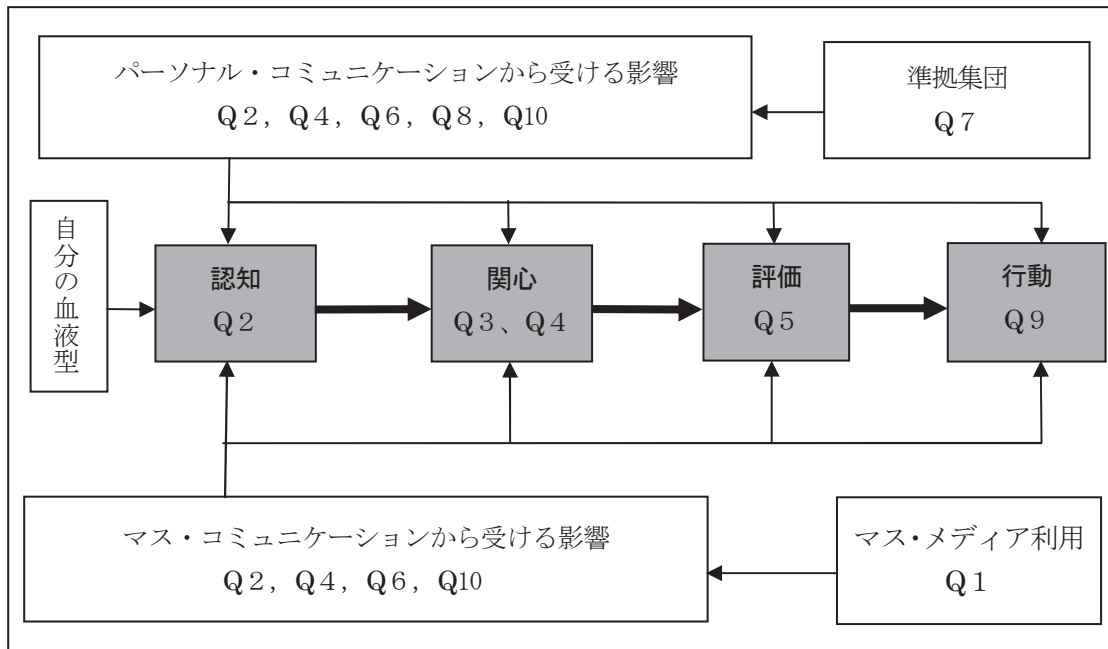 パーソナル・コミュニケーションから受ける影響
Q2, Q4, Q6, Q8, Q10
準拠集団
Q7
自分の血液型
認知
Q2
関心
Q3、Q4
評価
Q5
行動
Q9
マス・コミュニケーションから受ける影響
Q2, Q4, Q6, Q10
マス・メディア利用
Q1